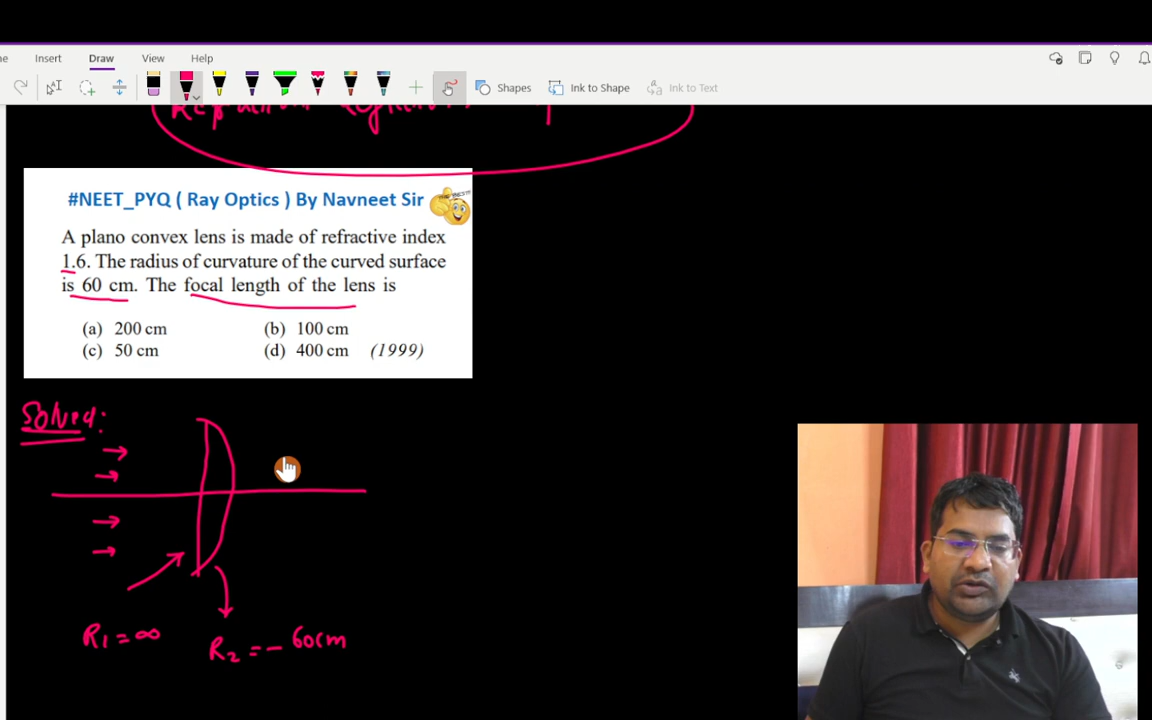 Insert Draw View Help
Shapes Ink to Shape Ink to Text
#NEET_PYQ ( Ray Optics ) By Navneet Sir
A plano convex lens is made of refractive index
1.6. The radius of curvature of the curved surface
is 60 cm. The focal length of the lens is
(a) 200 cm (b) 100 cm
(c) 50 cm (d) 400 cm (1999)
Solved:
R₁ = ∞
R₂ = - 60cm